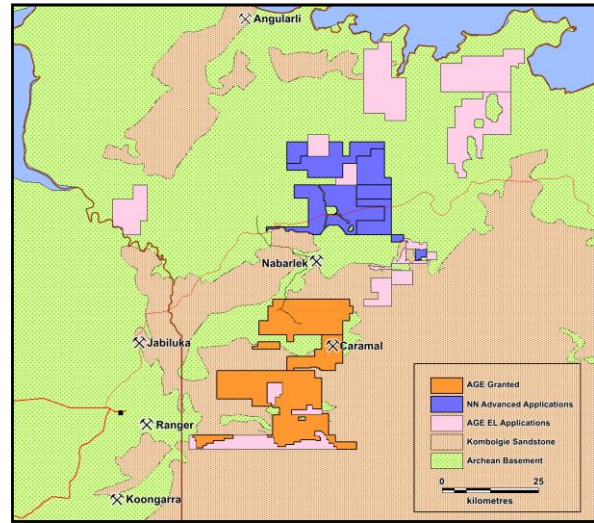 Angularli
Nabarlek
Jabiluka
Caramal
Ranger
Koongarra
AGE Granted
NN Advanced Applications
AGE EL Applications
Kombolgie Sandstone
Archean Basement
0 25
kilometres